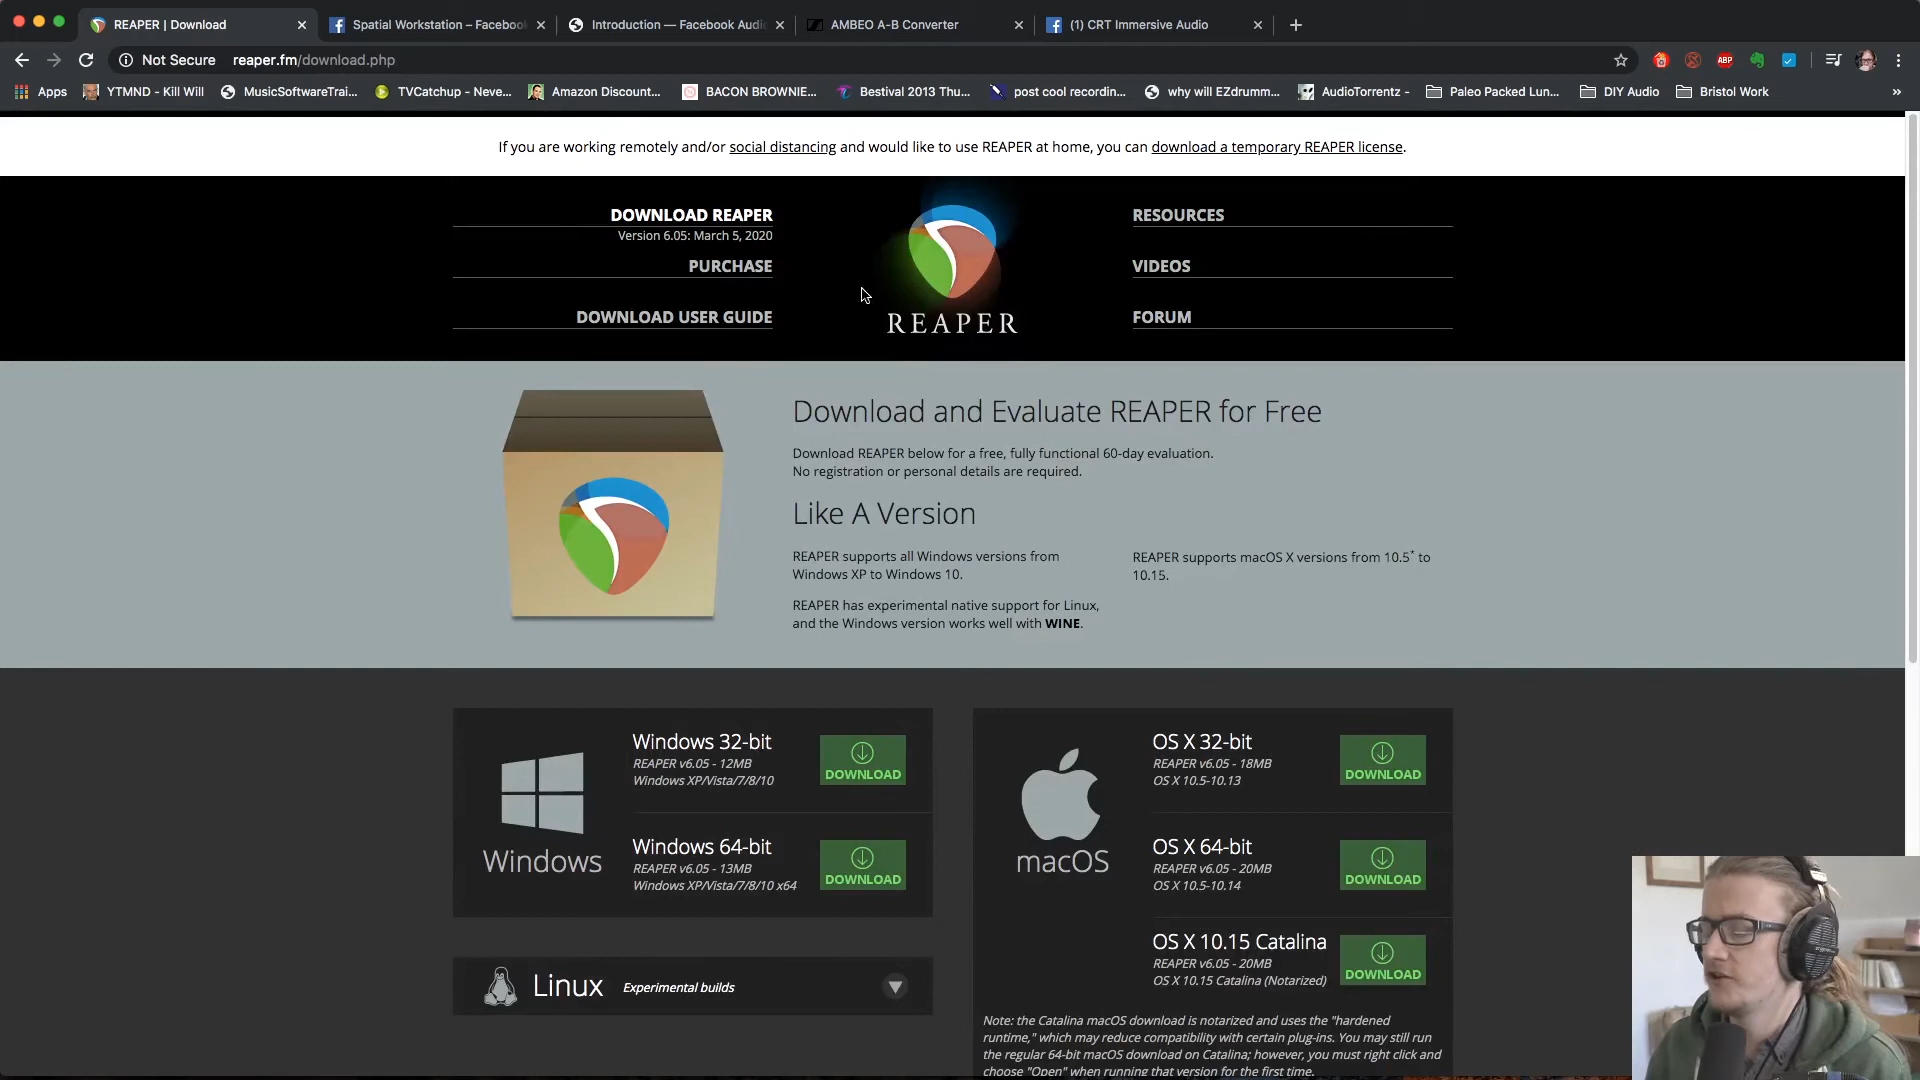 REAPER | Download
Spatial Workstation – Facebook
Introduction — Facebook Audi
AMBEO A-B Converter
(1) CRT Immersive Audio
Not Secure
reaper.fm/download.php
ABP
Apps
YTMND - Kill Will
MusicSoftwareTrai...
TVCatchup - Neve...
Amazon Discount...
BACON BROWNIE...
Bestival 2013 Thu...
post cool recordin...
why will EZdrumm...
AudioTorrentz -
Paleo Packed Lun...
DIY Audio
Bristol Work
If you are working remotely and/or social distancing and would like to use REAPER at home, you can download a temporary REAPER license.
DOWNLOAD REAPER
Version 6.05: March 5, 2020
PURCHASE
DOWNLOAD USER GUIDE
REAPER
RESOURCES
VIDEOS
FORUM
Download and Evaluate REAPER for Free
Download REAPER below for a free, fully functional 60-day evaluation.
No registration or personal details are required.
Like A Version
REAPER supports all Windows versions from
Windows XP to Windows 10.
REAPER has experimental native support for Linux,
and the Windows version works well with WINE.
REAPER supports macOS X versions from 10.5* to
10.15.
Windows
Windows 32-bit
REAPER v6.05 - 12MB
Windows XP/Vista/7/8/10
DOWNLOAD
Windows 64-bit
REAPER v6.05 - 13MB
Windows XP/Vista/7/8/10 x64
DOWNLOAD
Linux
Experimental builds
macOS
OS X 32-bit
REAPER v6.05 - 18MB
OS X 10.5-10.13
DOWNLOAD
OS X 64-bit
REAPER v6.05 - 20MB
OS X 10.5-10.14
DOWNLOAD
OS X 10.15 Catalina
REAPER v6.05 - 20MB
OS X 10.15 Catalina (Notarized)
DOWNLOAD
Note: the Catalina macOS download is notarized and uses the "hardened
runtime," which may reduce compatibility with certain plug-ins. You may still run
the regular 64-bit macOS download on Catalina; however, you must right click and
choose "Open" when running that version for the first time.